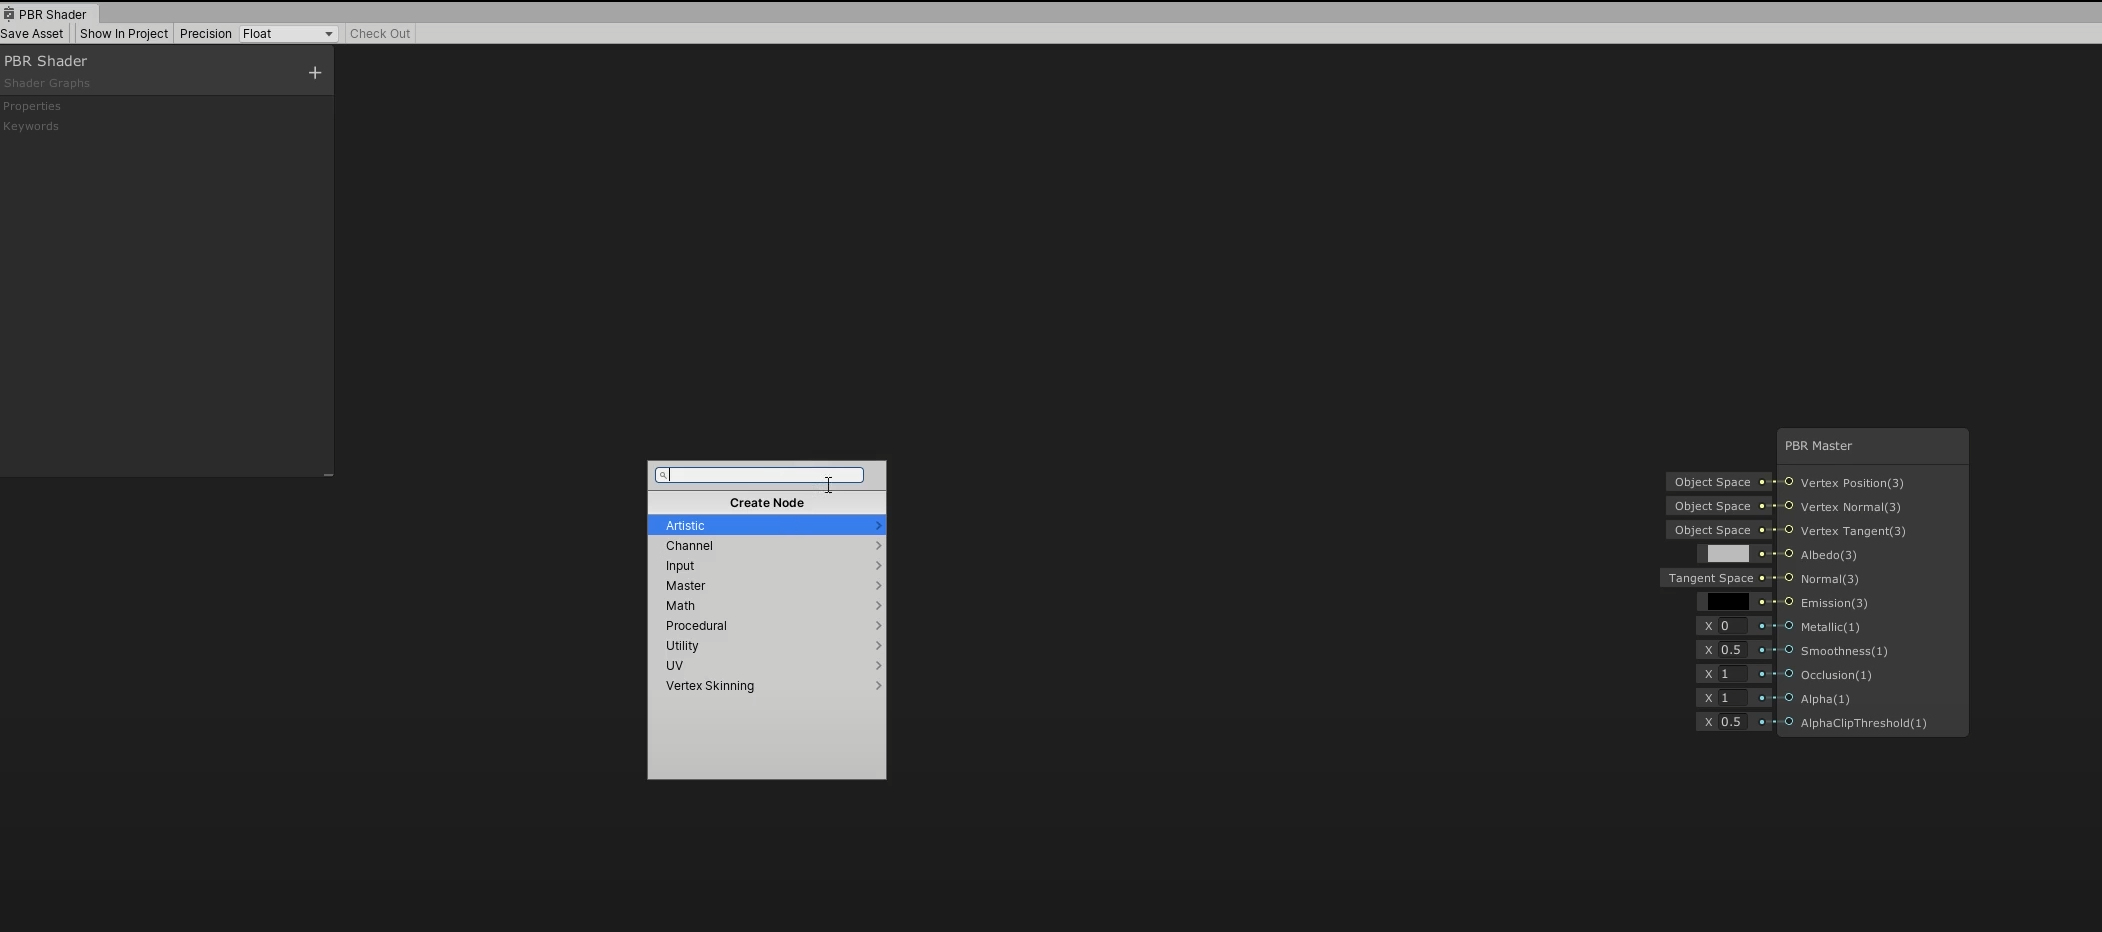 PBR Shader
Save Asset Show In Project Precision Float Check Out
PBR Shader
Shader Graphs
Properties
Keywords
Create Node
Artistic
Channel
Input
Master
Math
Procedural
Utility
UV
Vertex Skinning
PBR Master
Object Space Vertex Position(3)
Object Space Vertex Normal(3)
Object Space Vertex Tangent(3)
Albedo(3)
Tangent Space Normal(3)
Emission(3)
X 0 Metallic(1)
X 0.5 Smoothness(1)
X 1 Occlusion(1)
X 1 Alpha(1)
X 0.5 AlphaClipThreshold(1)